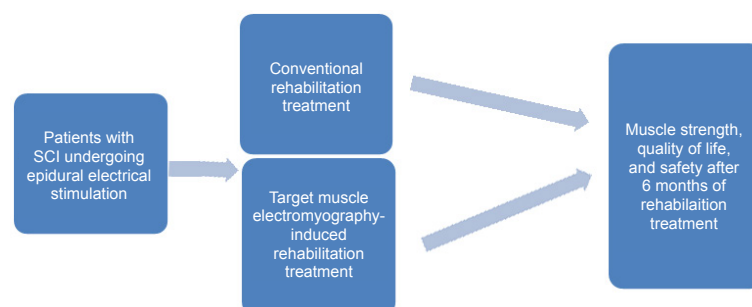 Patients with
SCI undergoing
epidural electrical
stimulation
Conventional
rehabilitation
treatment
Target muscle
electromyography-
induced
rehabilitation
treatment
Muscle strength,
quality of life,
and safety after
6 months of
rehabilaition
treatment